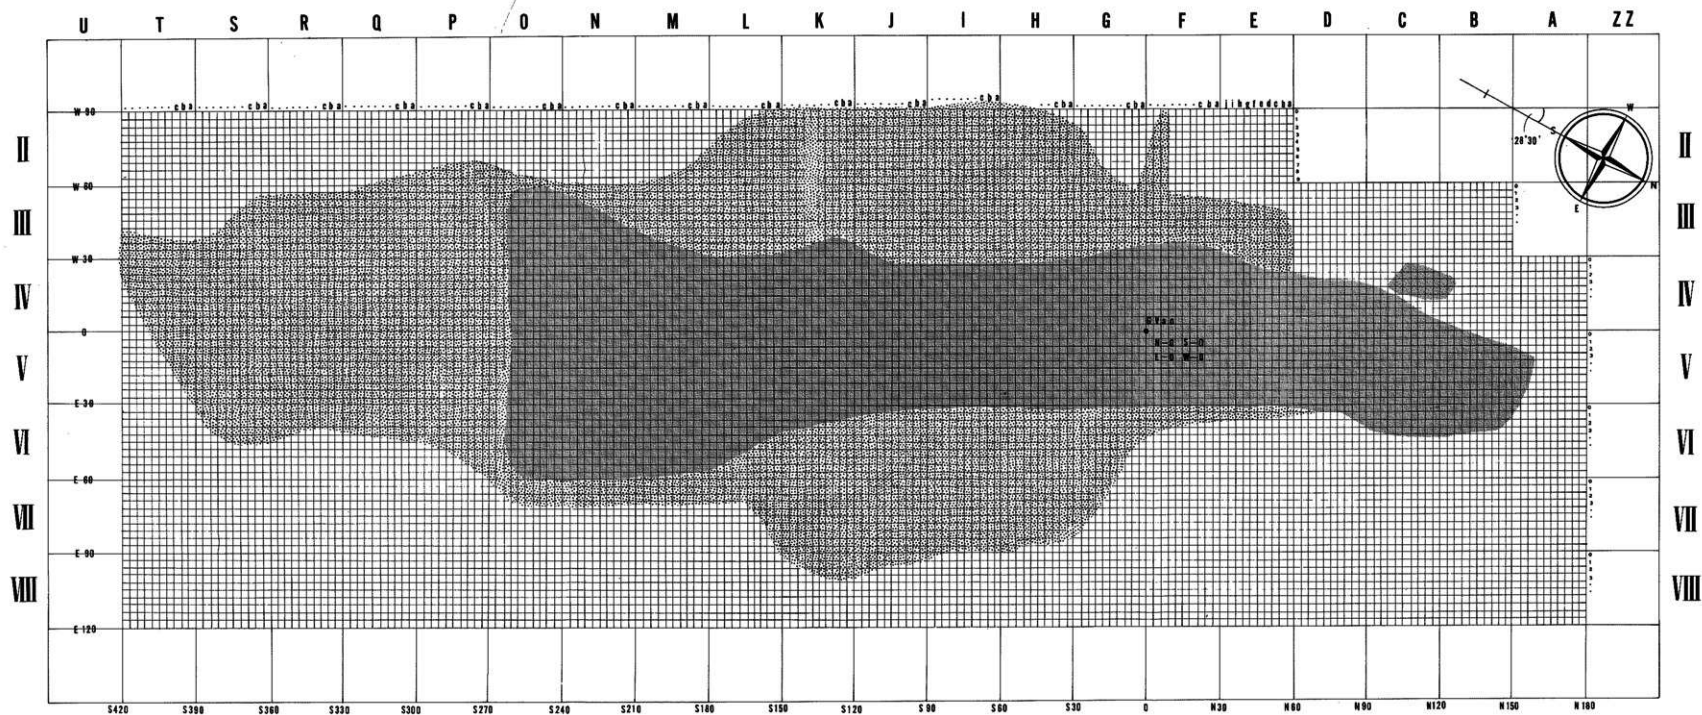 U T S R Q P O N M L K J I H G F E D C B A ZZ
c b a c b a c b a c b a c b a c b a c b a c b a c b a c b a c b a c b a c b a c b a c b a j i h g f e d c b a
W 90
II II
W 60
III III
W 30
IV IV
0
V V
E 30
VI VI
E 60
VII VII
E 90
VIII VIII
E 120
28°30'
W
S
N
E
S420 S390 S360 S330 S300 S270 S240 S210 S180 S150 S120 S90 S60 S30 0 N30 N60 N90 N120 N150 N180